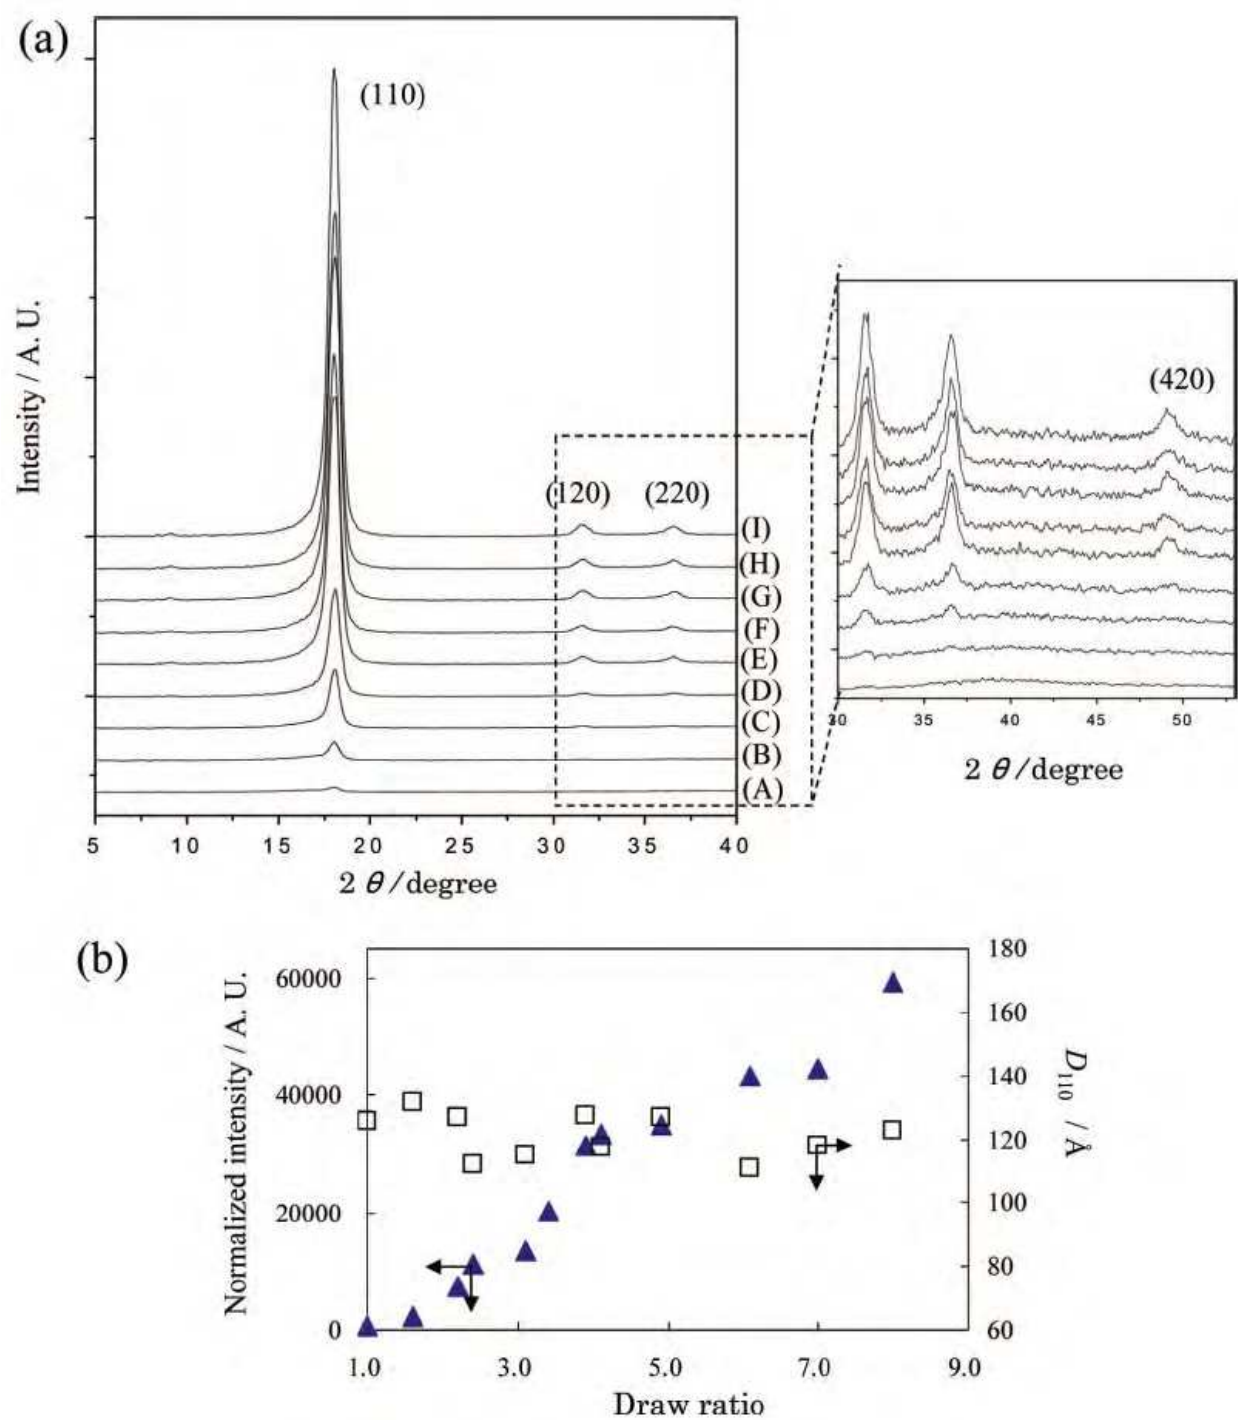 (a)
(110)
Intensity / A. U.
(120) (220)
(I)
(H)
(G)
(F)
(E)
(D)
(C)
(B)
(A)
5 10 15 20 25 30 35 40
2 θ /degree
(420)
30 35 40 45 50
2 θ /degree
(b)
Normalized intensity / A. U.
60000
40000
20000
0
180
160
140
120
100
80
60
D110 / Å
1.0 3.0 5.0 7.0 9.0
Draw ratio